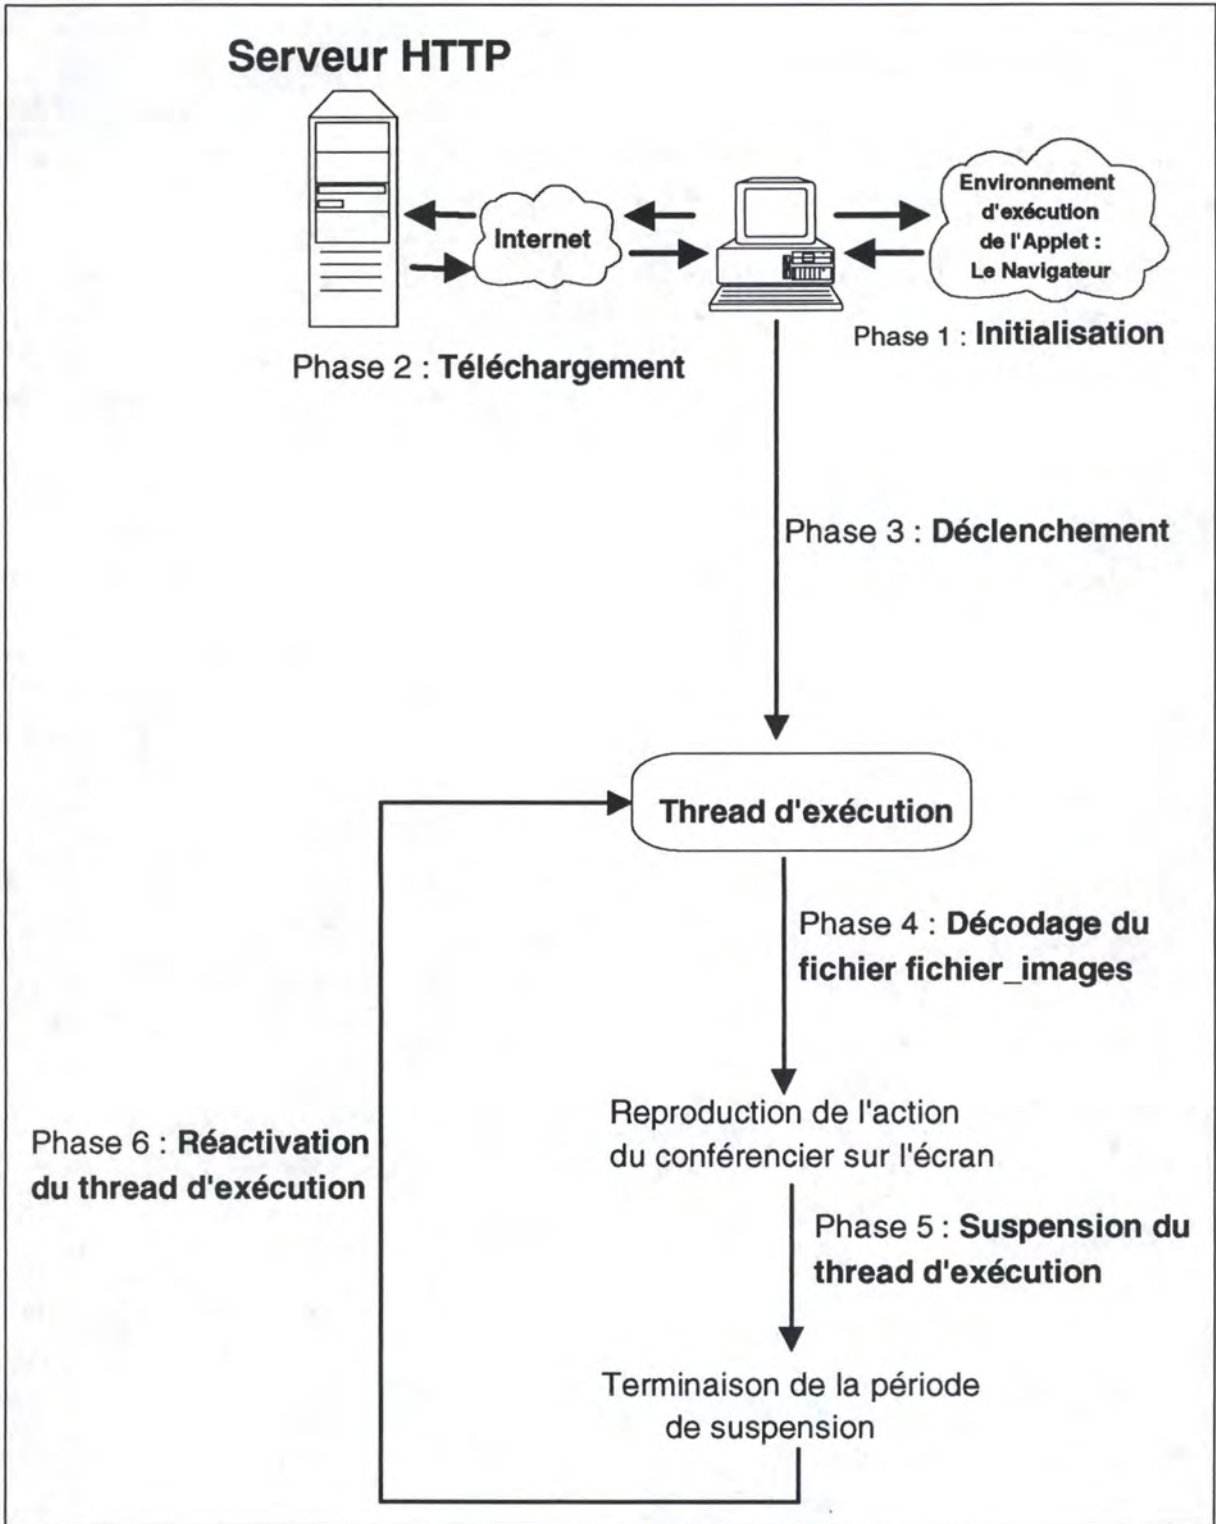 Serveur HTTP
Environnement
d'exécution
de l'Applet :
Le Navigateur
Internet
Phase 1 : Initialisation
Phase 2 : Téléchargement
Phase 3 : Déclenchement
Thread d'exécution
Phase 4 : Décodage du
fichier fichier_images
Reproduction de l'action
du conférencier sur l'écran
Phase 6 : Réactivation
du thread d'exécution
Phase 5 : Suspension du
thread d'exécution
Terminaison de la période
de suspension